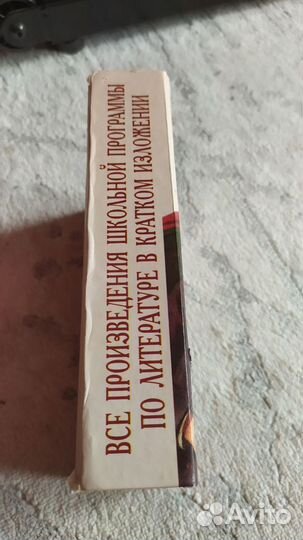 ВСЕ ПРОИЗВЕДЕНИЯ ШКОЛЬНОЙ ПРОГРАММЫ
ПО ЛИТЕРАТУРЕ В КРАТКОМ ИЗЛОЖЕНИИ
Avito